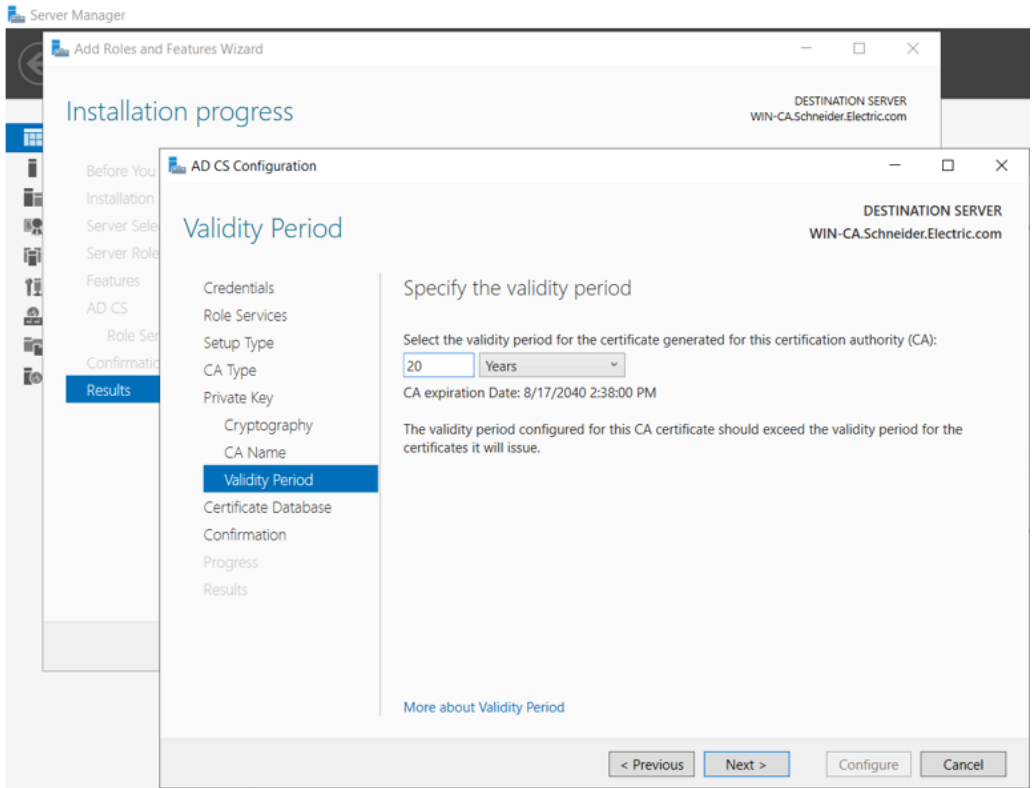 Server Manager
Add Roles and Features Wizard
Installation progress
DESTINATION SERVER
WIN-CA.Schneider.Electric.com
Before You
Installation
Server Sele
Server Role
Features
AD CS
Role Ser
Confirmatio
Results
AD CS Configuration
Validity Period
DESTINATION SERVER
WIN-CA.Schneider.Electric.com
Credentials
Role Services
Setup Type
CA Type
Private Key
Cryptography
CA Name
Validity Period
Certificate Database
Confirmation
Progress
Results
Specify the validity period
Select the validity period for the certificate generated for this certification authority (CA):
20 Years
CA expiration Date: 8/17/2040 2:38:00 PM
The validity period configured for this CA certificate should exceed the validity period for the
certificates it will issue.
More about Validity Period
< Previous Next > Configure Cancel